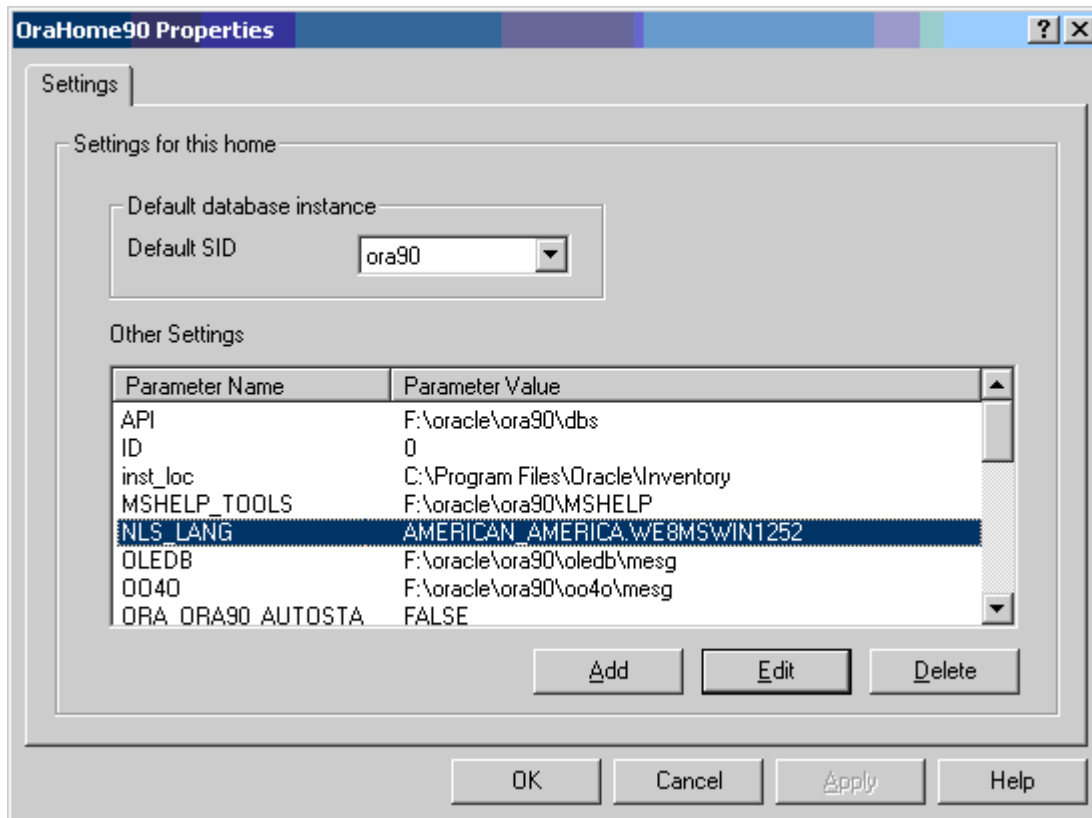 OraHome90 Properties
Settings
Settings for this home
Default database instance
Default SID ora90
Other Settings
Parameter Name Parameter Value
API F:\oracle\ora90\dbs
ID 0
inst_loc C:\Program Files\Oracle\Inventory
MSHELP_TOOLS F:\oracle\ora90\MSHELP
NLS_LANG AMERICAN_AMERICA.WE8MSWIN1252
OLEDB F:\oracle\ora90\oledb\mesg
OO4O F:\oracle\ora90\oo4o\mesg
ORA_ORA90_AUTOSTA FALSE
Add Edit Delete
OK Cancel Apply Help